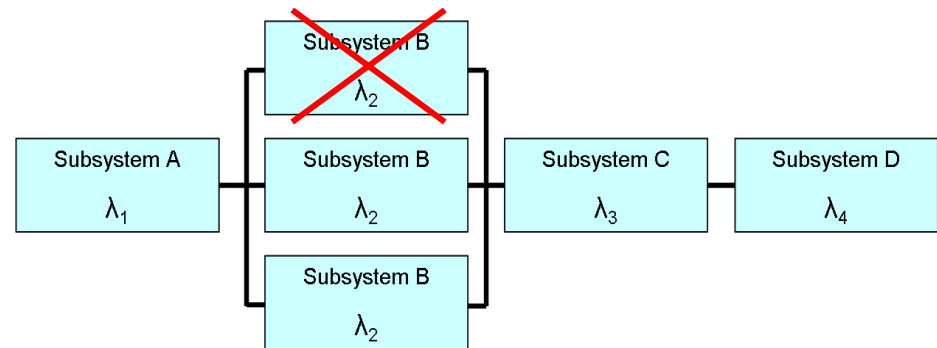 Subsystem B
λ2
Subsystem A
λ1
Subsystem B
λ2
Subsystem C
λ3
Subsystem D
λ4
Subsystem B
λ2